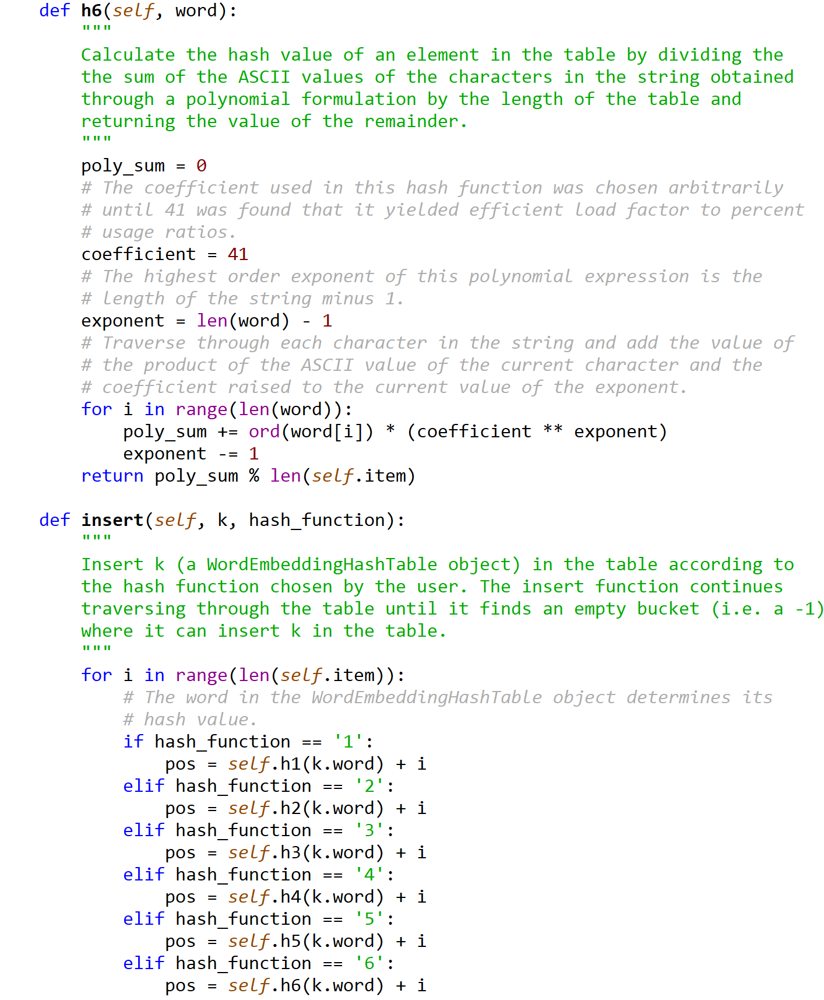 def h6(self, word):
    """
    Calculate the hash value of an element in the table by dividing the
    the sum of the ASCII values of the characters in the string obtained
    through a polynomial formulation by the length of the table and
    returning the value of the remainder.
    """
    poly_sum = 0
    # The coefficient used in this hash function was chosen arbitrarily
    # until 41 was found that it yielded efficient load factor to percent
    # usage ratios.
    coefficient = 41
    # The highest order exponent of this polynomial expression is the
    # length of the string minus 1.
    exponent = len(word) - 1
    # Traverse through each character in the string and add the value of
    # the product of the ASCII value of the current character and the
    # coefficient raised to the current value of the exponent.
    for i in range(len(word)):
        poly_sum += ord(word[i]) * (coefficient ** exponent)
        exponent -= 1
    return poly_sum % len(self.item)

def insert(self, k, hash_function):
    """
    Insert k (a WordEmbeddingHashTable object) in the table according to
    the hash function chosen by the user. The insert function continues
    traversing through the table until it finds an empty bucket (i.e. a -1)
    where it can insert k in the table.
    """
    for i in range(len(self.item)):
        # The word in the WordEmbeddingHashTable object determines its
        # hash value.
        if hash_function == '1':
            pos = self.h1(k.word) + i
        elif hash_function == '2':
            pos = self.h2(k.word) + i
        elif hash_function == '3':
            pos = self.h3(k.word) + i
        elif hash_function == '4':
            pos = self.h4(k.word) + i
        elif hash_function == '5':
            pos = self.h5(k.word) + i
        elif hash_function == '6':
            pos = self.h6(k.word) + i